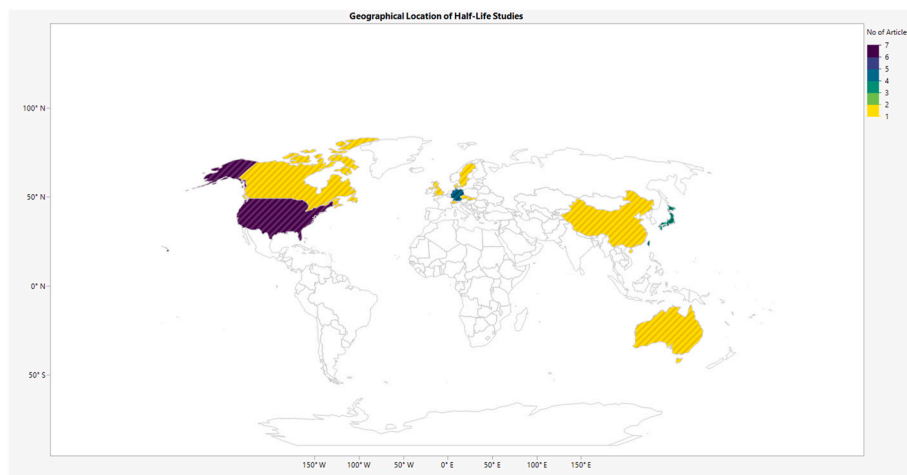 Geographical Location of Half-Life Studies
No of Article
7
6
5
4
3
2
1
100° N
50° N
0° N
50° S
150° W
100° W
50° W
0° E
50° E
100° E
150° E